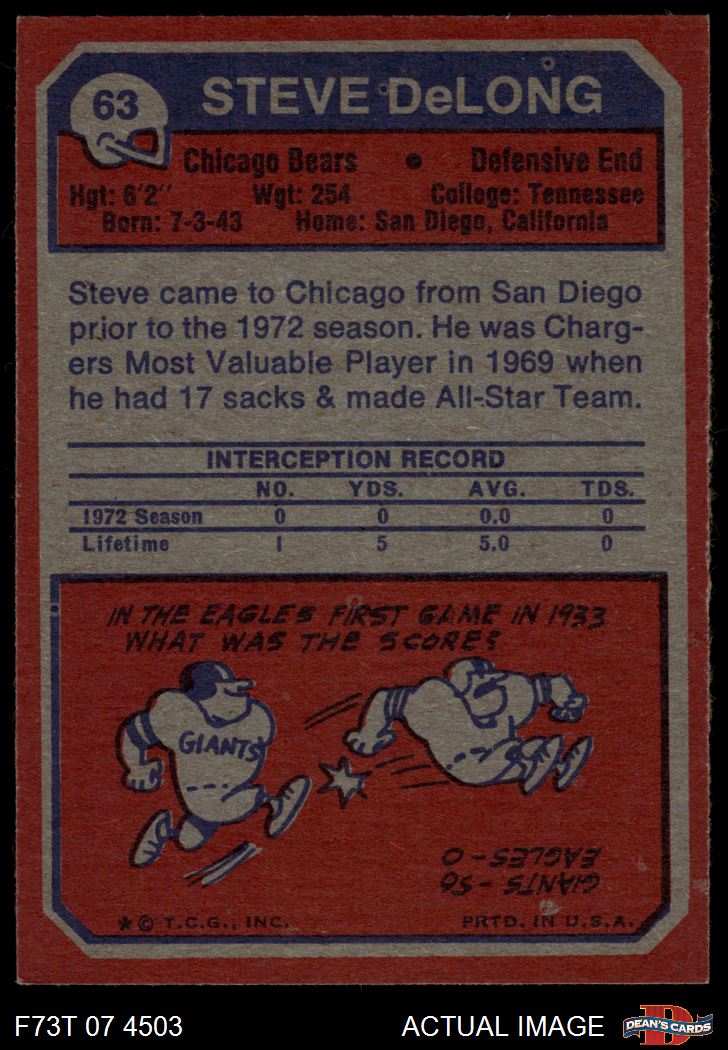 63
STEVE DeLONG
Chicago Bears • Defensive End
Hgt: 6'2" Wgt: 254 College: Tennessee
Born: 7-3-43 Home: San Diego, California
Steve came to Chicago from San Diego
prior to the 1972 season. He was Charg-
ers Most Valuable Player in 1969 when
he had 17 sacks & made All-Star Team.
INTERCEPTION RECORD
NO. YDS. AVG. TDS.
1972 Season 0 0 0.0 0
Lifetime 1 5 5.0 0
IN THE EAGLES FIRST GAME IN 1933
WHAT WAS THE SCORE?
GIANTS
GIANTS - 56
EAGLES - 0
* © T.C.G., INC. PRTD. IN U.S.A.
F73T 07 4503 ACTUAL IMAGE
D
DEAN'S CARDS